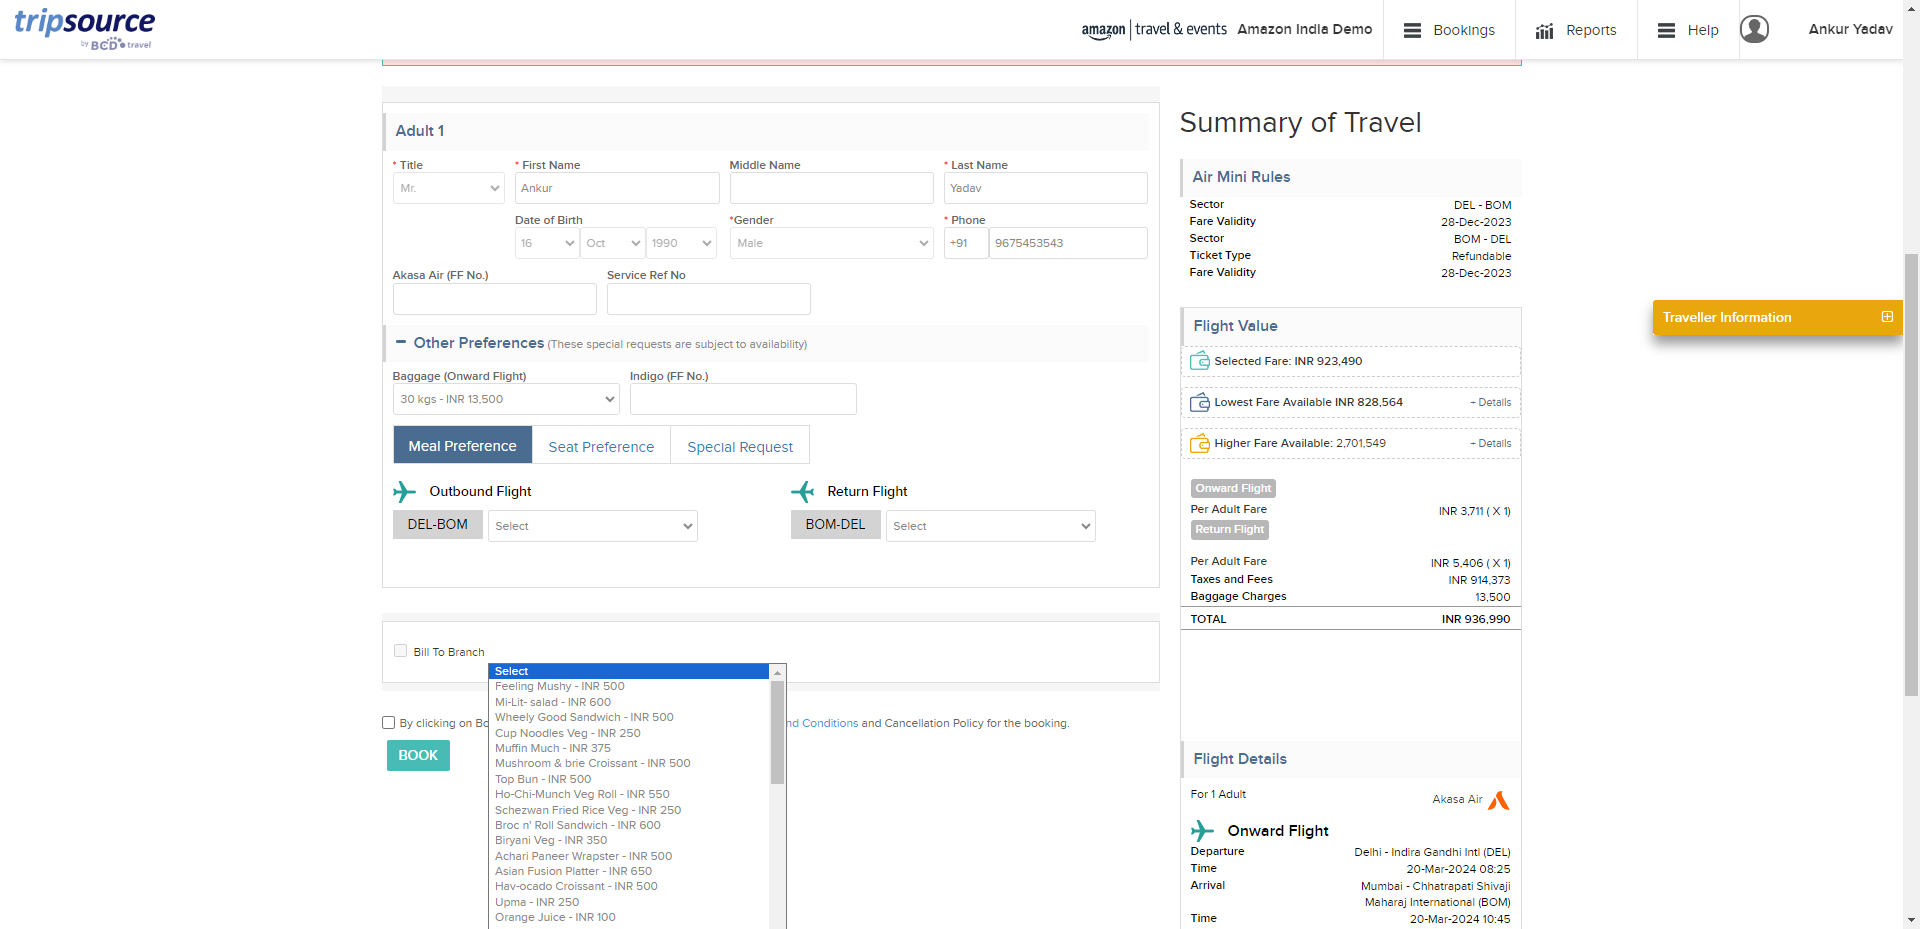 tripsource
by BCD travel
amazon travel & events
Amazon India Demo
Bookings
Reports
Help
Ankur Yadav
Adult 1
* Title
* First Name
Middle Name
* Last Name
Mr.
Ankur
Yadav
Date of Birth
*Gender
* Phone
16
Oct
1990
Male
+91
9675453543
Akasa Air (FF No.)
Service Ref No
Other Preferences (These special requests are subject to availability)
Baggage (Onward Flight)
Indigo (FF No.)
30 kgs - INR 13,500
Meal Preference
Seat Preference
Special Request
Outbound Flight
Return Flight
DEL-BOM
Select
BOM-DEL
Select
Bill To Branch
Select
Feeling Mushy - INR 500
Mi-Lit- salad - INR 600
Wheely Good Sandwich - INR 500
Cup Noodles Veg - INR 250
Muffin Much - INR 375
Mushroom & brie Croissant - INR 500
Top Bun - INR 500
Ho-Chi-Munch Veg Roll - INR 550
Schezwan Fried Rice Veg - INR 250
Broc n' Roll Sandwich - INR 600
Biryani Veg - INR 350
Achari Paneer Wrapster - INR 500
Asian Fusion Platter - INR 650
Hav-ocado Croissant - INR 500
Upma - INR 250
Orange Juice - INR 100
By clicking on Bo
nd Conditions and Cancellation Policy for the booking.
BOOK
Summary of Travel
Air Mini Rules
Sector DEL - BOM
Fare Validity 28-Dec-2023
Sector BOM - DEL
Ticket Type Refundable
Fare Validity 28-Dec-2023
Flight Value
Selected Fare: INR 923,490
Lowest Fare Available INR 828,564 + Details
Higher Fare Available: 2,701,549 + Details
Onward Flight
Per Adult Fare INR 3,711 ( X 1)
Return Flight
Per Adult Fare INR 5,406 ( X 1)
Taxes and Fees INR 914,373
Baggage Charges 13,500
TOTAL INR 936,990
Flight Details
For 1 Adult
Akasa Air
Onward Flight
Departure Delhi - Indira Gandhi Intl (DEL)
Time 20-Mar-2024 08:25
Arrival Mumbai - Chhatrapati Shivaji
Maharaj International (BOM)
Time 20-Mar-2024 10:45
Traveller Information